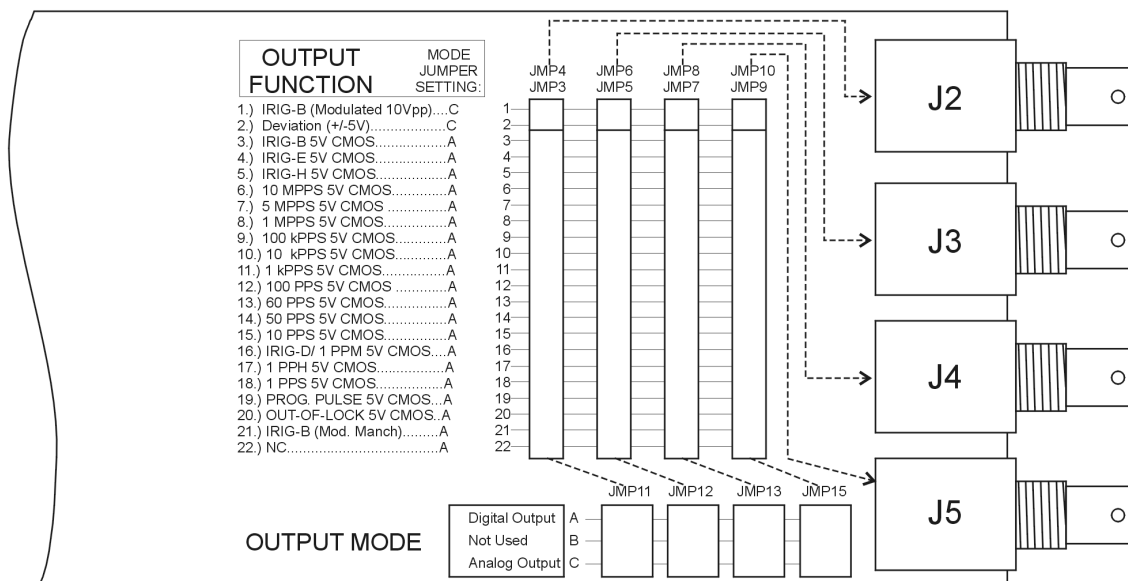 OUTPUT FUNCTION
MODE JUMPER SETTING:
1.) IRIG-B (Modulated 10Vpp)....C
2.) Deviation (+/-5V)..................C
3.) IRIG-B 5V CMOS.................A
4.) IRIG-E 5V CMOS.................A
5.) IRIG-H 5V CMOS.................A
6.) 10 MPPS 5V CMOS..............A
7.) 5 MPPS 5V CMOS ...............A
8.) 1 MPPS 5V CMOS................A
9.) 100 kPPS 5V CMOS.............A
10.) 10 kPPS 5V CMOS.............A
11.) 1 kPPS 5V CMOS................A
12.) 100 PPS 5V CMOS .............A
13.) 60 PPS 5V CMOS................A
14.) 50 PPS 5V CMOS................A
15.) 10 PPS 5V CMOS................A
16.) IRIG-D/ 1 PPM 5V CMOS....A
17.) 1 PPH 5V CMOS..................A
18.) 1 PPS 5V CMOS..................A
19.) PROG. PULSE 5V CMOS...A
20.) OUT-OF-LOCK 5V CMOS..A
21.) IRIG-B (Mod. Manch).........A
22.) NC.....................................A
JMP4 JMP6 JMP8 JMP10
JMP3 JMP5 JMP7 JMP9
1
2
3
4
5
6
7
8
9
10
11
12
13
14
15
16
17
18
19
20
21
22
J2
J3
J4
J5
JMP11 JMP12 JMP13 JMP15
OUTPUT MODE
Digital Output A
Not Used B
Analog Output C